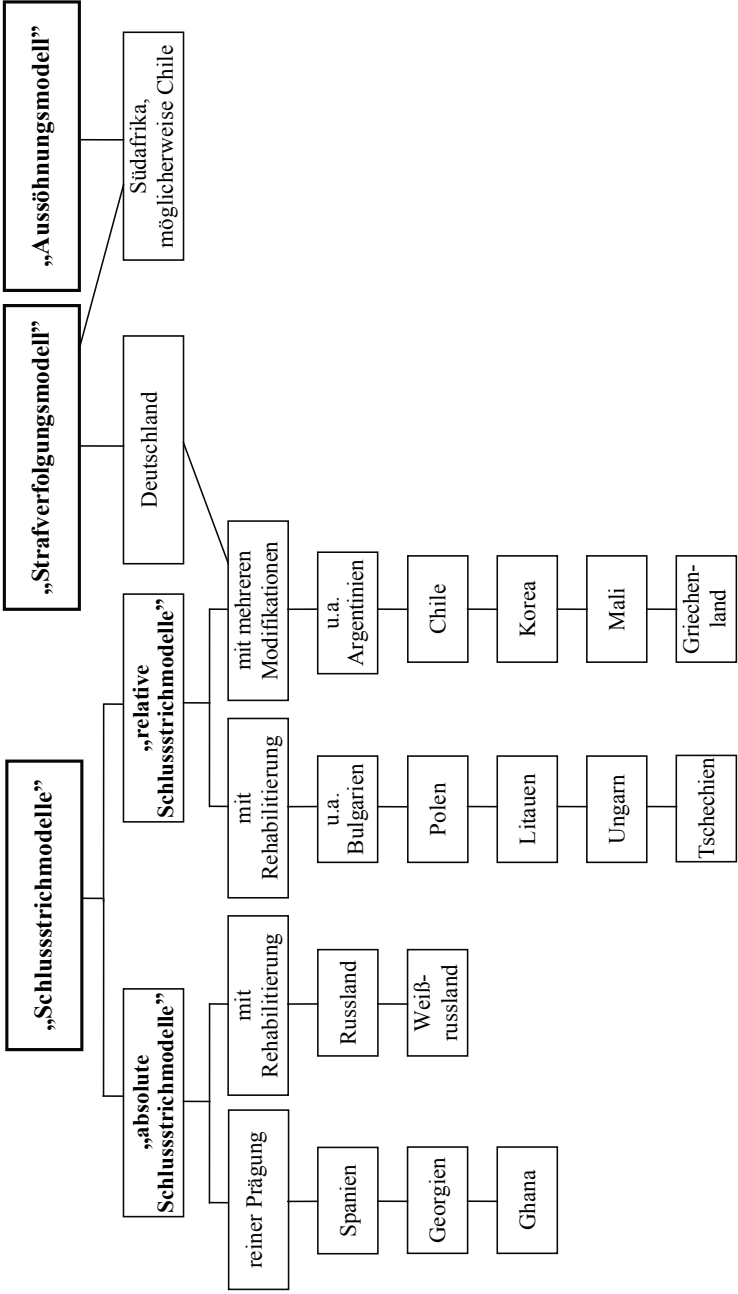 „Schlussstrichmodelle”
„Strafverfolgungsmodell”
„Aussöhnungsmodell”
„absolute
Schlussstrichmodelle”
„relative
Schlussstrichmodelle”
Deutschland
Südafrika,
möglicherweise Chile
reiner Prägung
mit
Rehabilitierung
mit
Rehabilitierung
mit mehreren
Modifikationen
Spanien
Georgien
Ghana
Russland
Weiß-
russland
u.a.
Bulgarien
Polen
Litauen
Ungarn
Tschechien
u.a.
Argentinien
Chile
Korea
Mali
Griechen-
land